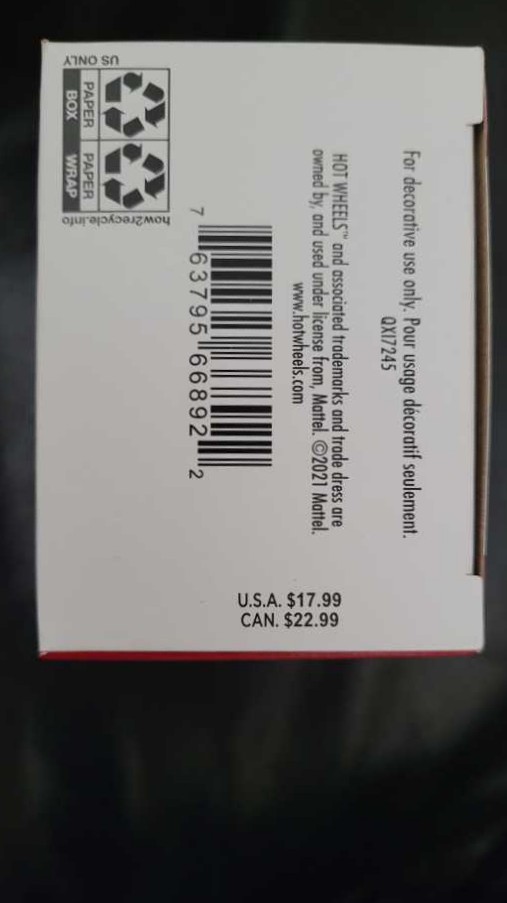 For decorative use only. Pour usage décoratif seulement.
QXI7245
HOT WHEELS™ and associated trademarks and trade dress are
owned by, and used under license from, Mattel. ©2021 Mattel.
www.hotwheels.com
7 63795 66892 2
U.S.A. $17.99
CAN. $22.99
how2recycle.info
PAPER
WRAP
PAPER
BOX
US ONLY